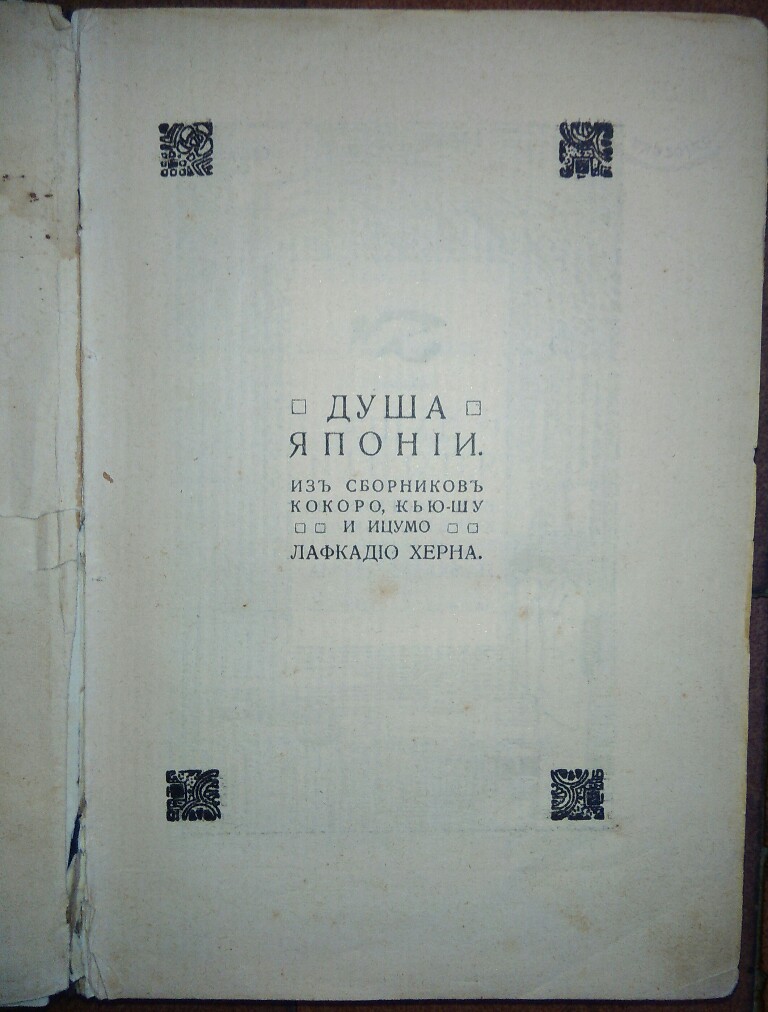 ДУША
ЯПОНІИ.
ИЗЪ СБОРНИКОВЪ
КОКОРО, КЬЮ-ШУ
И ИЦУМО
ЛАФКАДІО ХЕРНА.